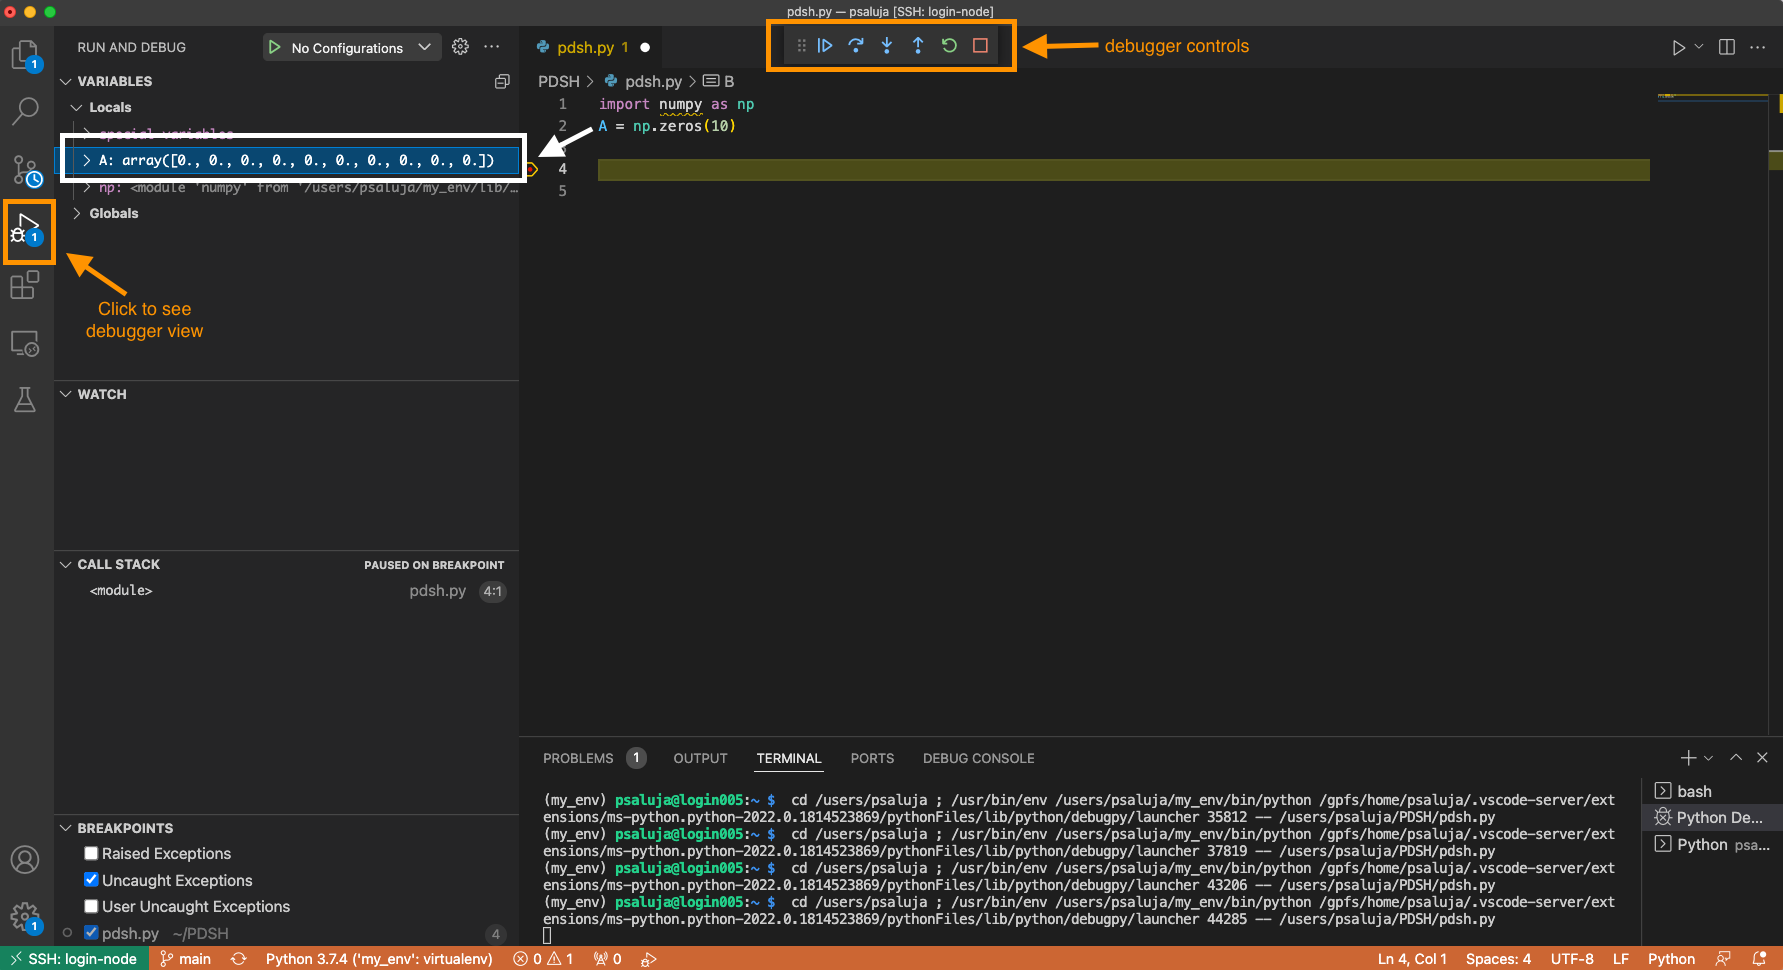 pdsh.py — psaluja [SSH: login-node]
RUN AND DEBUG
No Configurations
pdsh.py 1
debugger controls
VARIABLES
Locals
special variables
A: array([0., 0., 0., 0., 0., 0., 0., 0., 0., 0.])
np: <module 'numpy' from '/users/psaluja/my_env/lib/…
Globals
Click to see
debugger view
WATCH
CALL STACK
PAUSED ON BREAKPOINT
<module>
pdsh.py 4:1
BREAKPOINTS
Raised Exceptions
Uncaught Exceptions
User Uncaught Exceptions
pdsh.py ~/PDSH 4
PDSH > pdsh.py > B
1 import numpy as np
2 A = np.zeros(10)
4
5
PROBLEMS 1 OUTPUT TERMINAL PORTS DEBUG CONSOLE
(my_env) psaluja@login005:~ $ cd /users/psaluja ; /usr/bin/env /users/psaluja/my_env/bin/python /gpfs/home/psaluja/.vscode-server/ext
ensions/ms-python.python-2022.0.1814523869/pythonFiles/lib/python/debugpy/launcher 35812 -- /users/psaluja/PDSH/pdsh.py
(my_env) psaluja@login005:~ $ cd /users/psaluja ; /usr/bin/env /users/psaluja/my_env/bin/python /gpfs/home/psaluja/.vscode-server/ext
ensions/ms-python.python-2022.0.1814523869/pythonFiles/lib/python/debugpy/launcher 37819 -- /users/psaluja/PDSH/pdsh.py
(my_env) psaluja@login005:~ $ cd /users/psaluja ; /usr/bin/env /users/psaluja/my_env/bin/python /gpfs/home/psaluja/.vscode-server/ext
ensions/ms-python.python-2022.0.1814523869/pythonFiles/lib/python/debugpy/launcher 43206 -- /users/psaluja/PDSH/pdsh.py
(my_env) psaluja@login005:~ $ cd /users/psaluja ; /usr/bin/env /users/psaluja/my_env/bin/python /gpfs/home/psaluja/.vscode-server/ext
ensions/ms-python.python-2022.0.1814523869/pythonFiles/lib/python/debugpy/launcher 44285 -- /users/psaluja/PDSH/pdsh.py
bash
Python De...
Python psa...
1
1
1
1
SSH: login-node main Python 3.7.4 ('my_env': virtualenv) 0 1 0
Ln 4, Col 1 Spaces: 4 UTF-8 LF Python